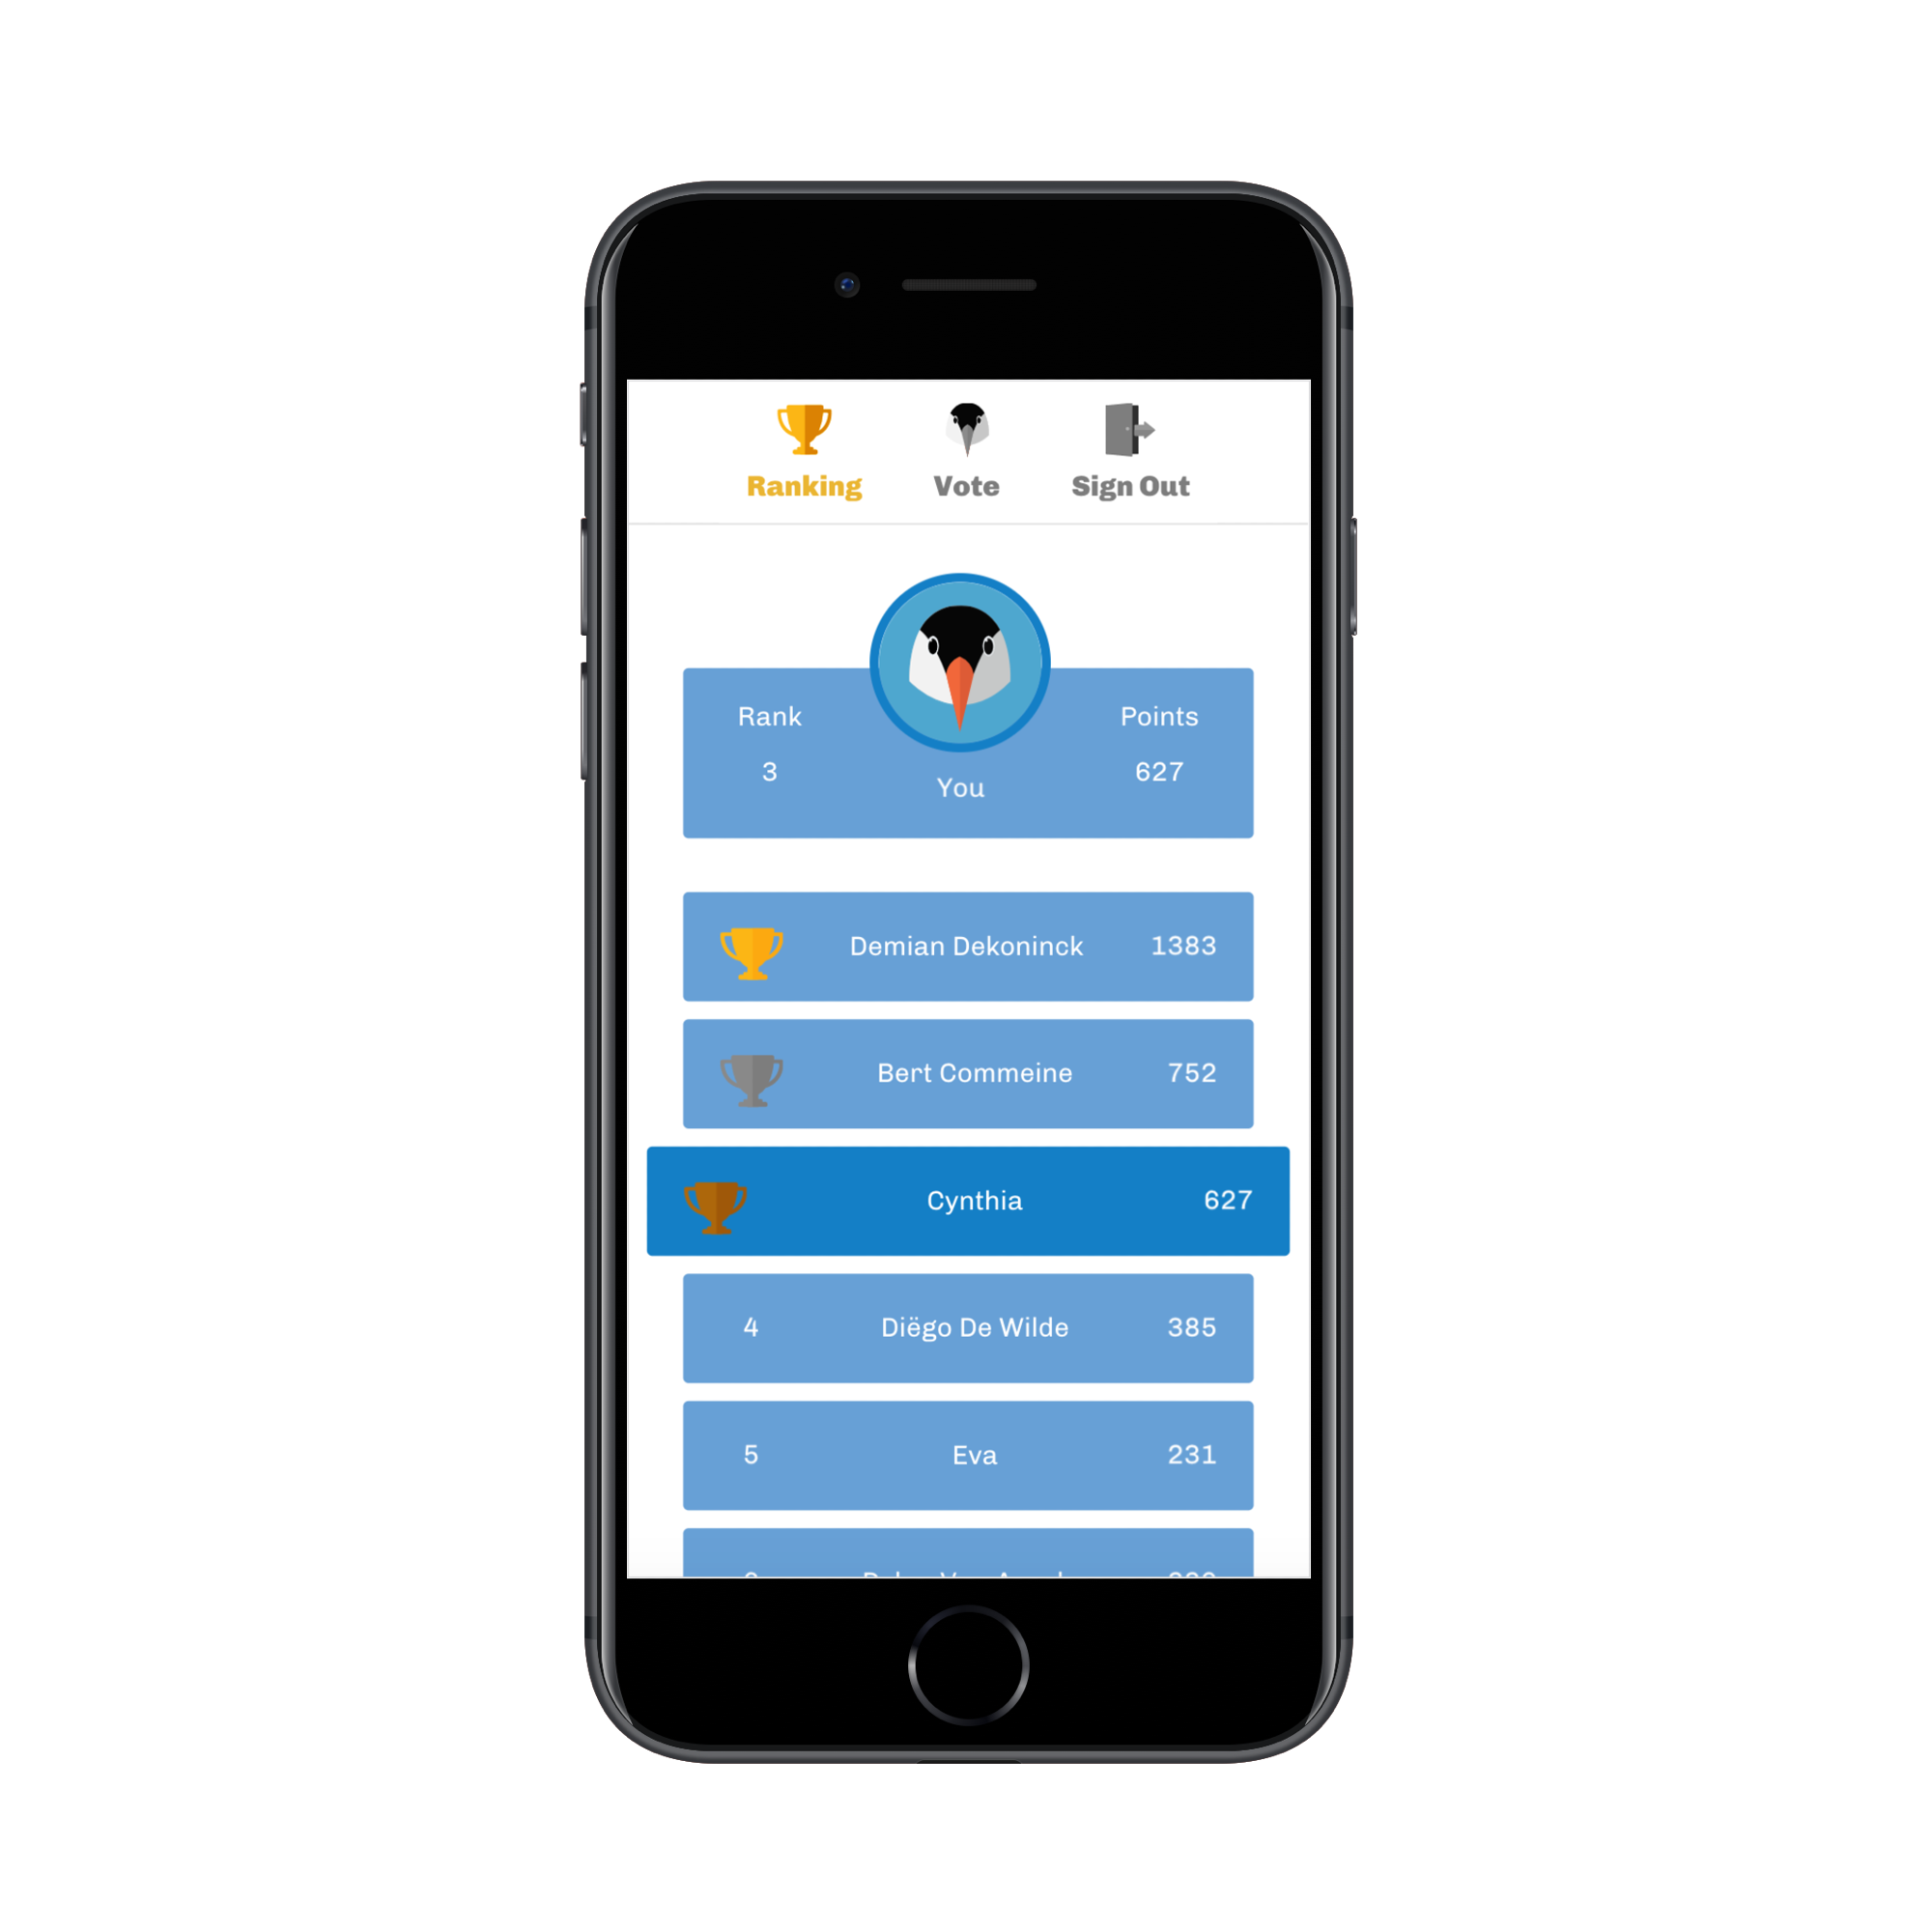 Ranking Vote Sign Out
Rank Points
3 627
You
Demian Dekoninck 1383
Bert Commeine 752
Cynthia 627
4 Diëgo De Wilde 385
5 Eva 231